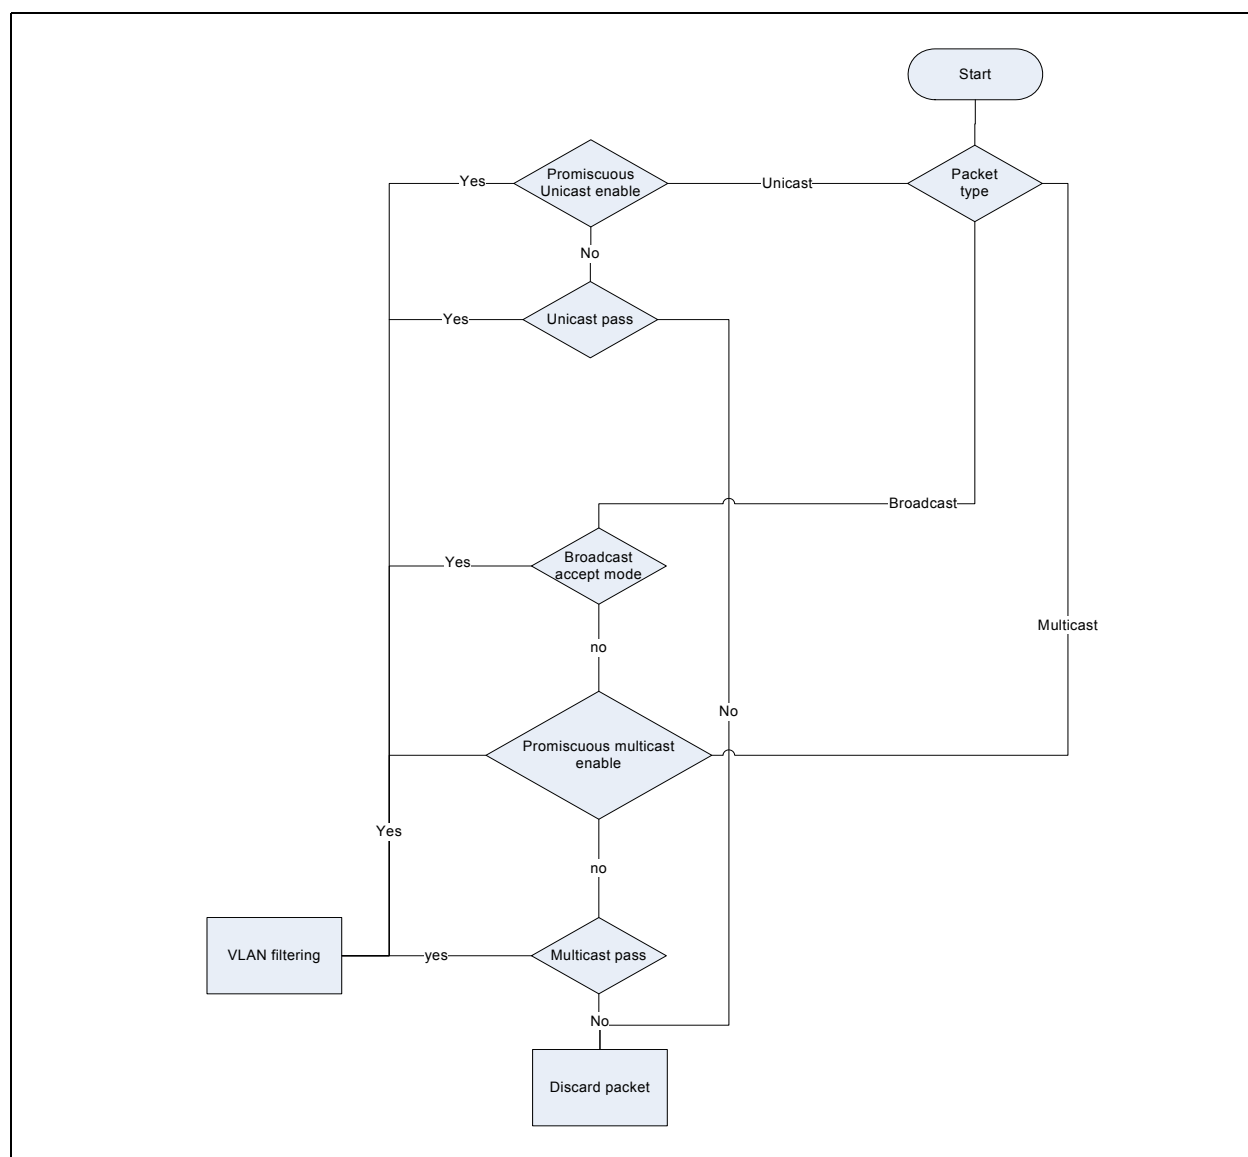 Start
Packet
type
Unicast
Promiscuous
Unicast enable
Yes
No
Unicast pass
Yes
Broadcast
Broadcast
accept mode
Yes
no
Multicast
No
Promiscuous multicast
enable
Yes
no
VLAN filtering
yes
Multicast pass
No
Discard packet